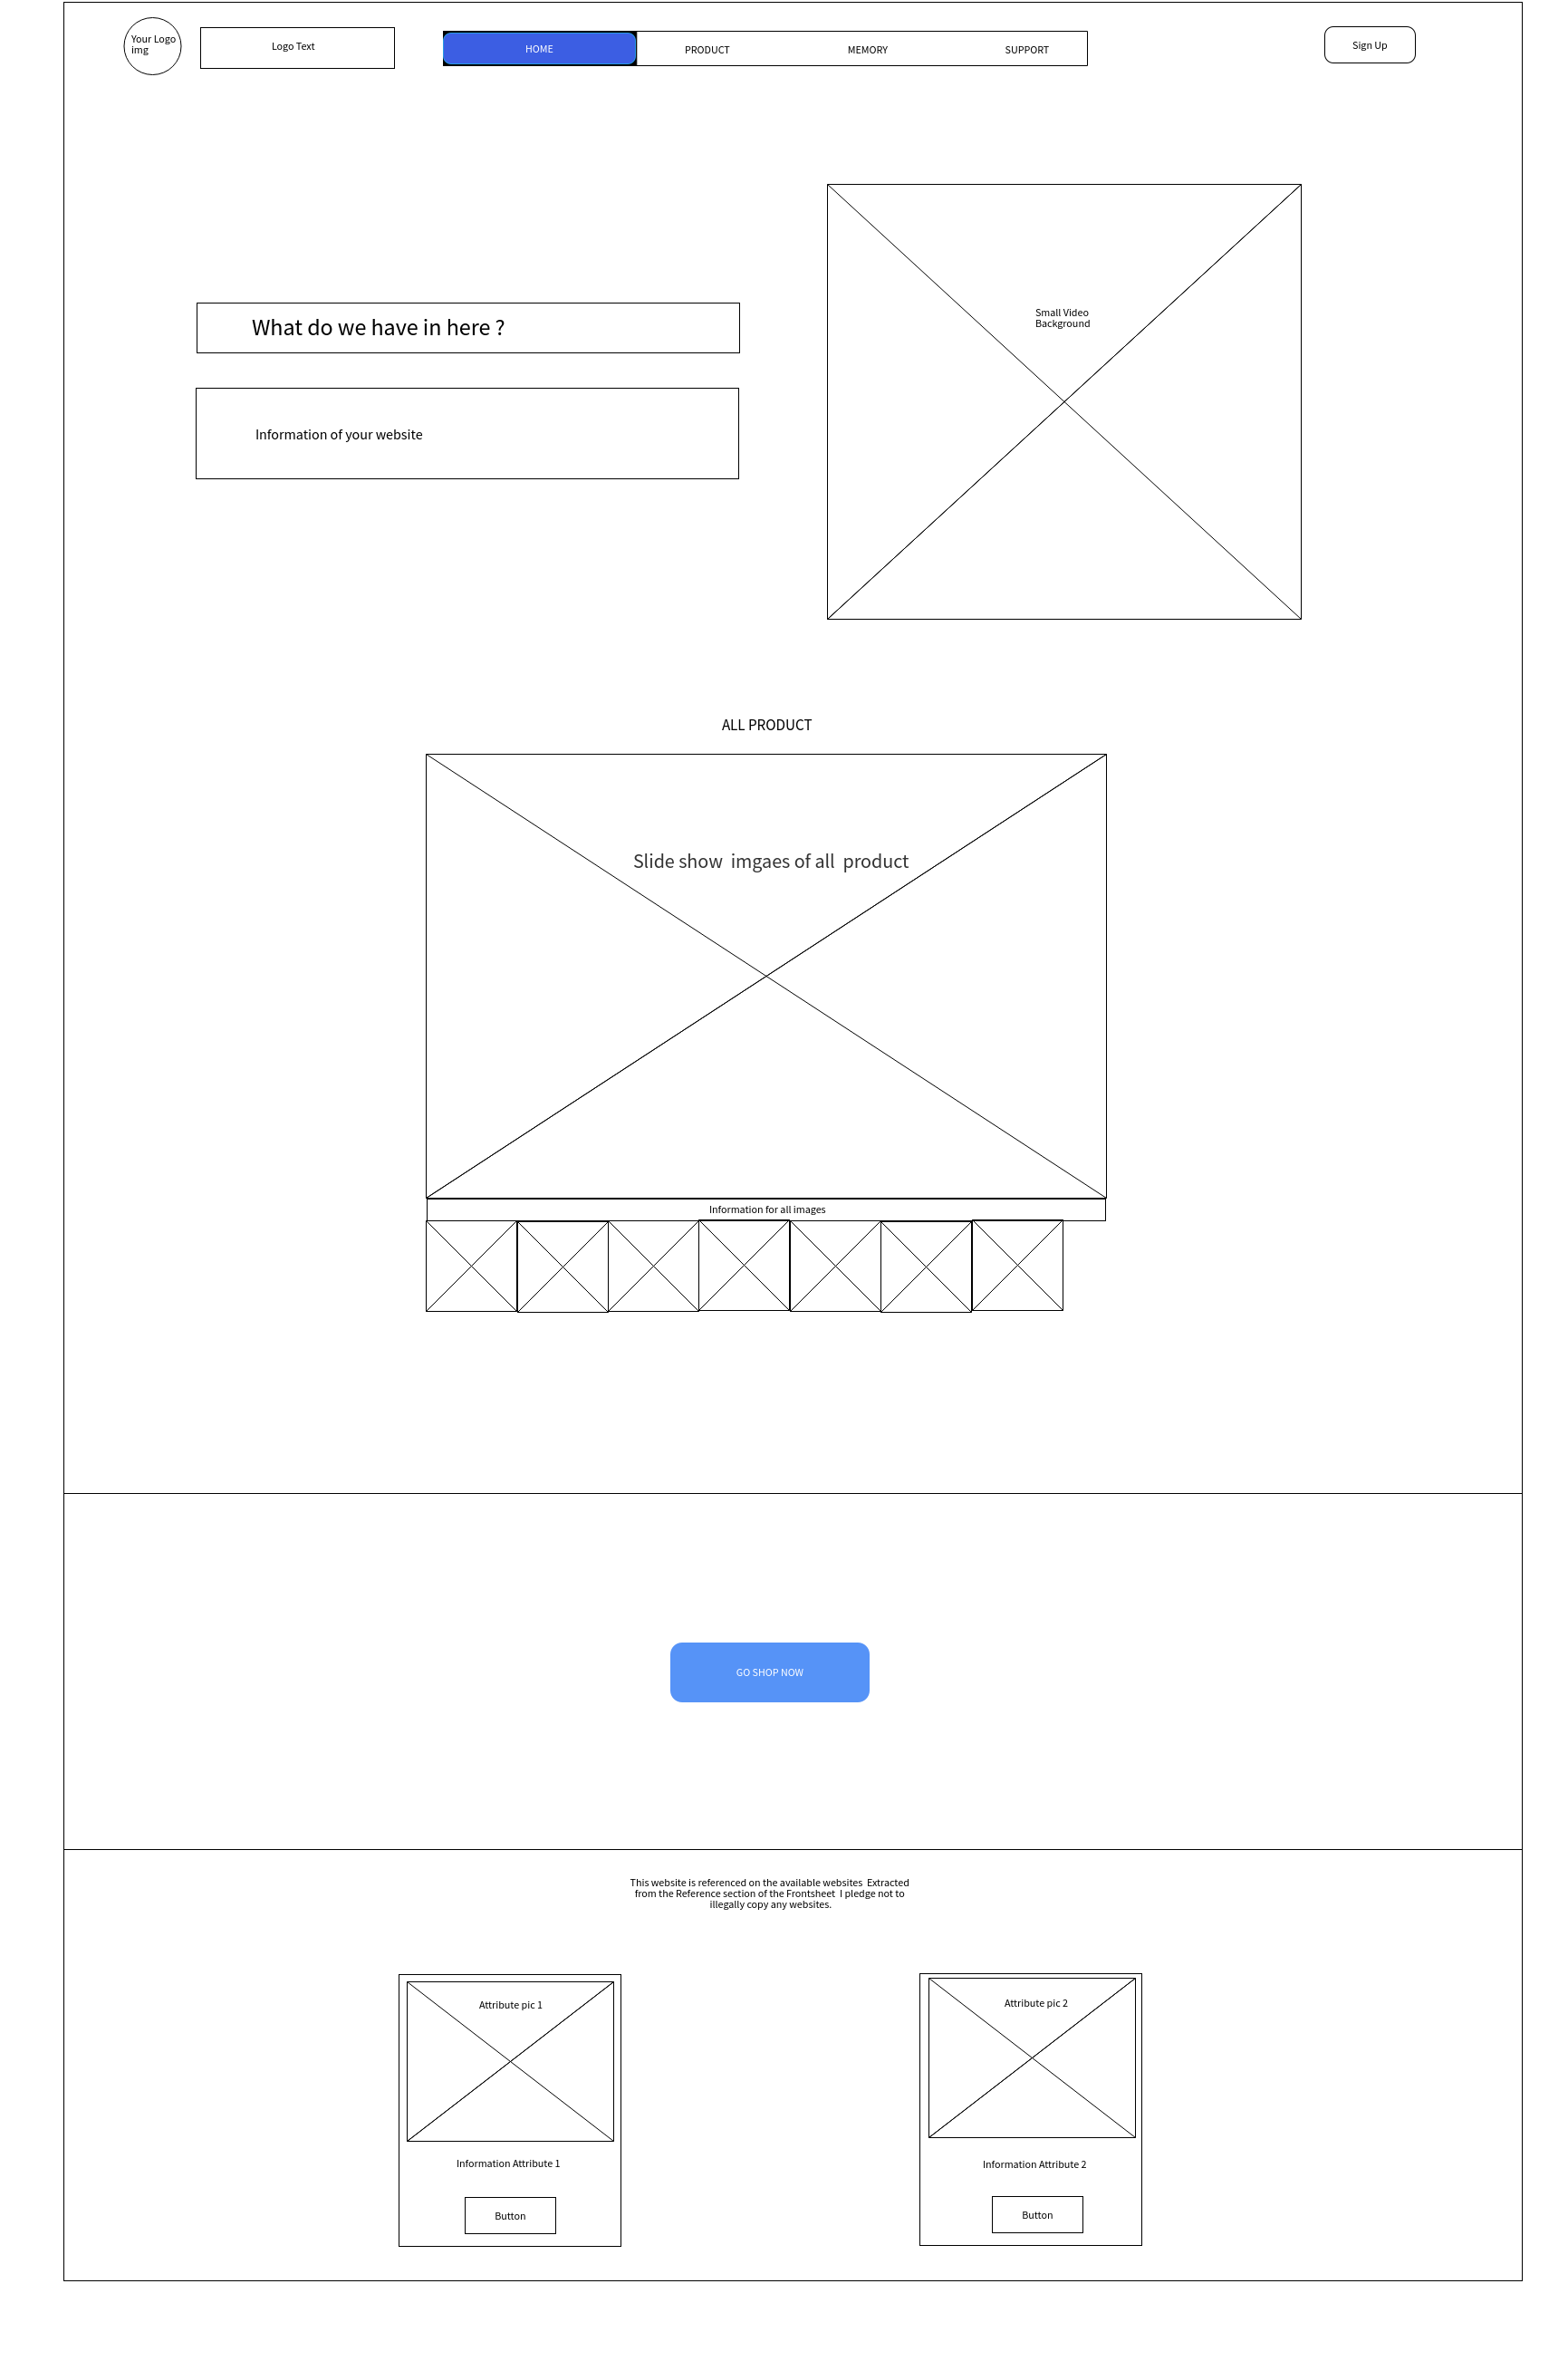 Your Logo
img
Logo Text
HOME
PRODUCT
MEMORY
SUPPORT
Sign Up
Small Video
Background
What do we have in here ?
Information of your website
ALL PRODUCT
Slide show  imgaes of all  product
Information for all images
GO SHOP NOW
This website is referenced on the available websites  Extracted
from the Reference section of the Frontsheet  I pledge not to
illegally copy any websites.
Attribute pic 1
Information Attribute 1
Button
Attribute pic 2
Information Attribute 2
Button